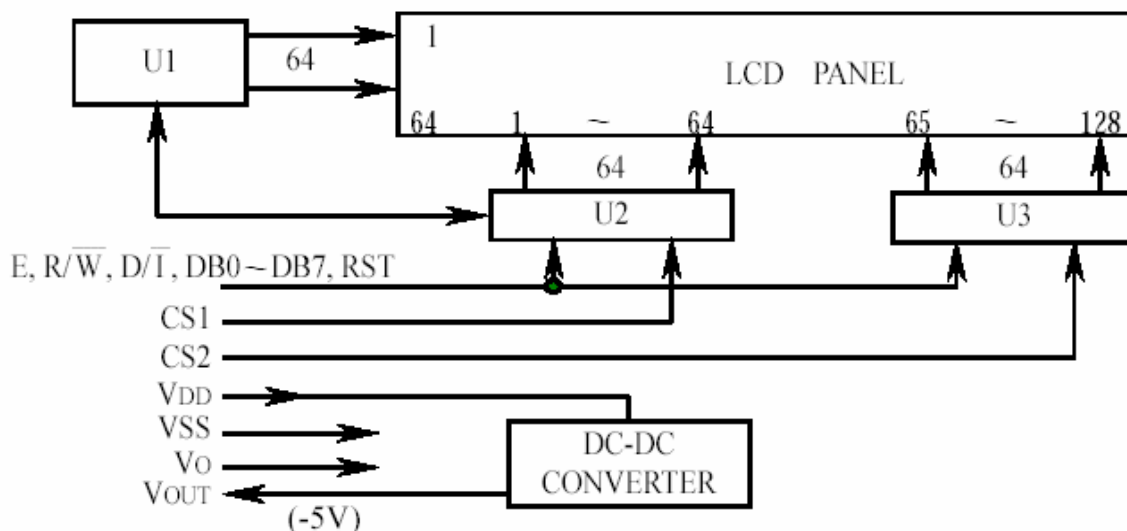 U1
64
1
LCD PANEL
64 1 ~ 64 65 ~ 128
64 64
U2 U3
E, R/W̅, D/I̅, DB0~DB7, RST
CS1
CS2
VDD
VSS
VO
VOUT
(-5V)
DC-DC
CONVERTER